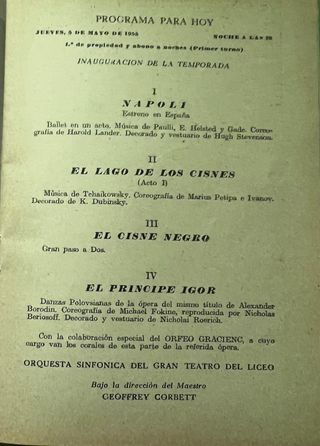 PROGRAMA PARA HOY
JUEVES, 5 DE MAYO DE 1955 NOCHE A LAS 22
1.ª de propiedad y abono a noches (Primer turno)
INAUGURACION DE LA TEMPORADA
I
NAPOLI
Estreno en España
Ballet en un acto. Música de Paulli, E. Helsted y Gade. Coreo-
grafía de Harold Lander. Decorado y vestuario de Hugh Stevenson.
II
EL LAGO DE LOS CISNES
(Acto I)
Música de Tchaikowsky. Coreografía de Marius Petipa e Ivanov.
Decorado de K. Dubinsky.
III
EL CISNE NEGRO
Gran paso a Dos.
IV
EL PRINCIPE IGOR
Danzas Polovsianas de la ópera del mismo título de Alexander
Borodin. Coreografía de Michael Fokine, reproducida por Nicholas
Beriosoff. Decorado y vestuario de Nicholai Roerich.
Con la colaboración especial del ORFEO GRACIENC, a cuyo
cargo van los corales de esta parte de la referida ópera.
ORQUESTA SINFONICA DEL GRAN TEATRO DEL LICEO
Bajo la dirección del Maestro
GEOFFREY CORBETT